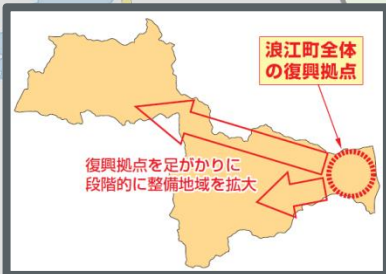 浪江町全体
の復興拠点
復興拠点を足がかりに
段階的に整備地域を拡大